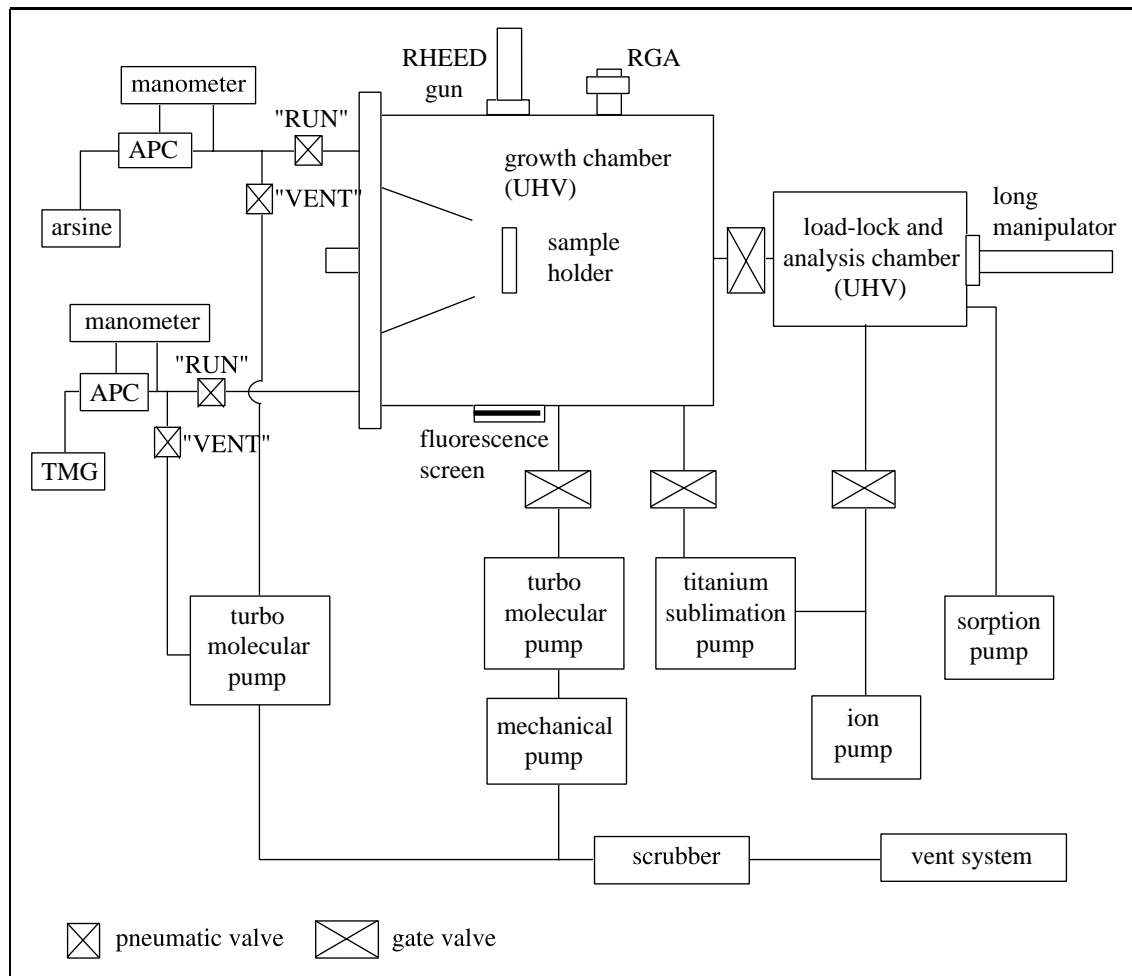 RHEED
gun
RGA
manometer
"RUN"
APC
"VENT"
arsine
growth chamber
(UHV)
sample
holder
load-lock and
analysis chamber
(UHV)
long
manipulator
manometer
"RUN"
APC
"VENT"
TMG
fluorescence
screen
turbo
molecular
pump
turbo
molecular
pump
titanium
sublimation
pump
sorption
pump
mechanical
pump
ion
pump
scrubber
vent system
pneumatic valve
gate valve